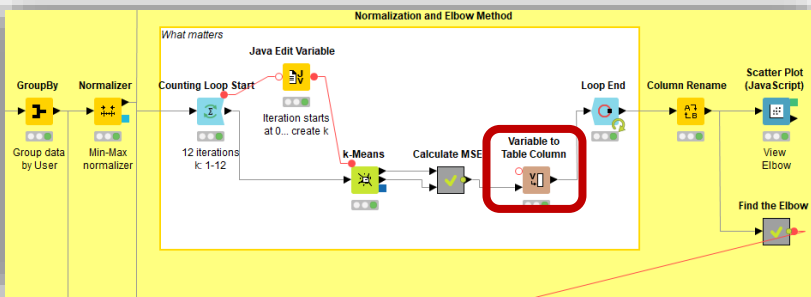 Normalization and Elbow Method
What matters
Java Edit Variable
Iteration starts
at 0... create k
GroupBy
Group data
by User
Normalizer
Min-Max
normalizer
Counting Loop Start
12 iterations
k: 1-12
k-Means
Calculate MSE
Variable to
Table Column
Loop End
Column Rename
Scatter Plot
(JavaScript)
View
Elbow
Find the Elbow